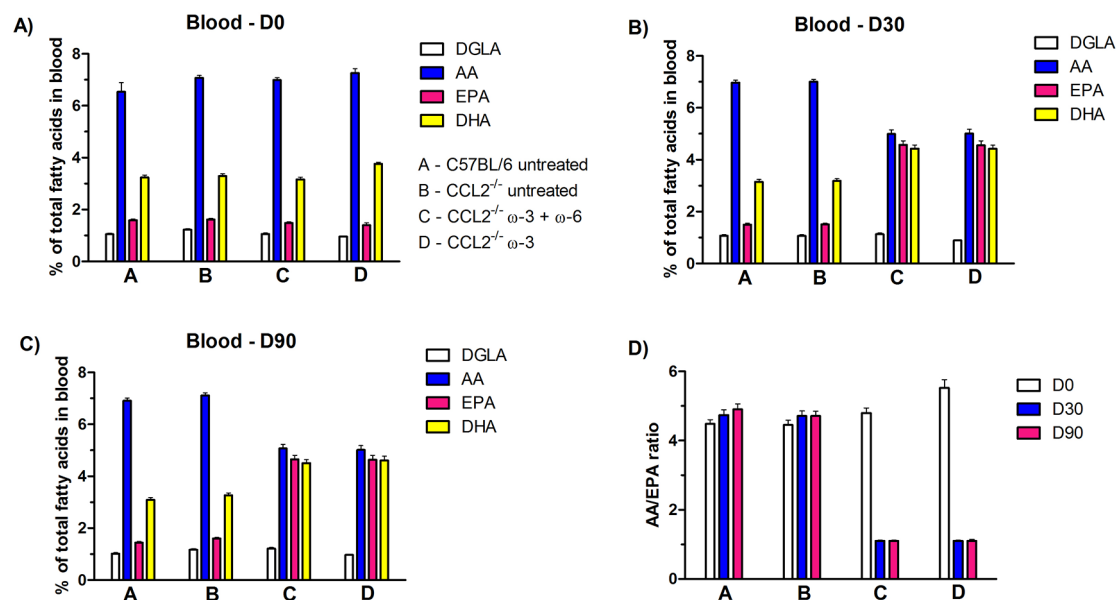 A)
Blood - D0
% of total fatty acids in blood
8
6
4
2
0
A B C D
DGLA
AA
EPA
DHA
A - C57BL/6 untreated
B - CCL2-/- untreated
C - CCL2-/- ω-3 + ω-6
D - CCL2-/- ω-3
B)
Blood - D30
% of total fatty acids in blood
8
6
4
2
0
A B C D
DGLA
AA
EPA
DHA
C)
Blood - D90
% of total fatty acids in blood
8
6
4
2
0
A B C D
DGLA
AA
EPA
DHA
D)
AA/EPA ratio
6
4
2
0
A B C D
D0
D30
D90